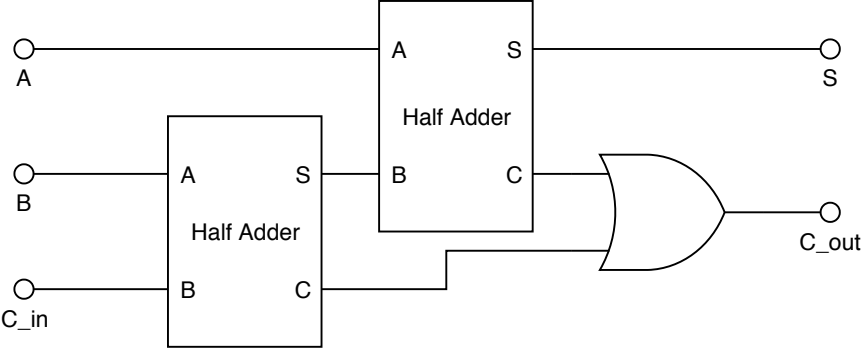 A S
A S
Half Adder
B A S B C
Half Adder
C_out
B C
C_in